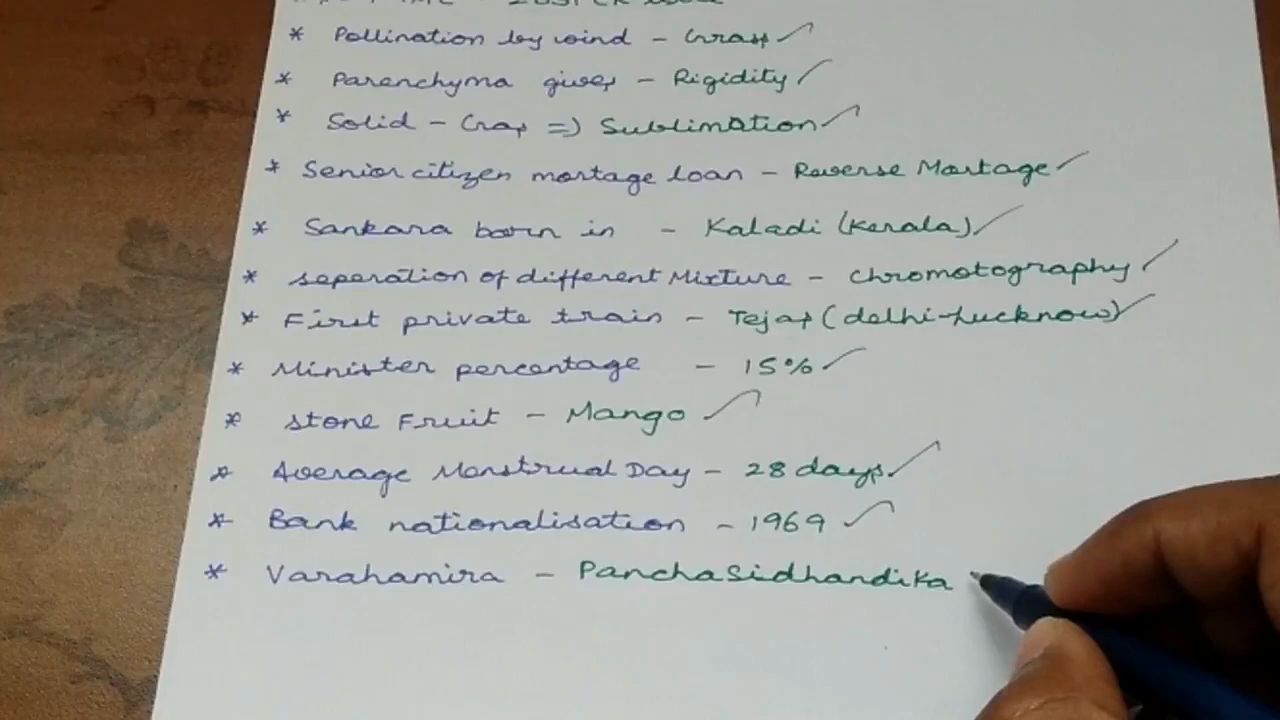 * Pollination by wind - Grass
* Parenchyma gives - Rigidity
* Solid - Gas => Sublimation
* Senior citizen mortage loan - Reverse Mortage
* Sankara born in - Kaladi (Kerala)
* seperation of different Mixture - chromotography
* First private train - Tejas (delhi-Lucknow)
* Minister percentage - 15%
* stone Fruit - Mango
* Average Menstrual Day - 28 days
* Bank nationalisation - 1969
* Varahamira - PanchaSidhandika